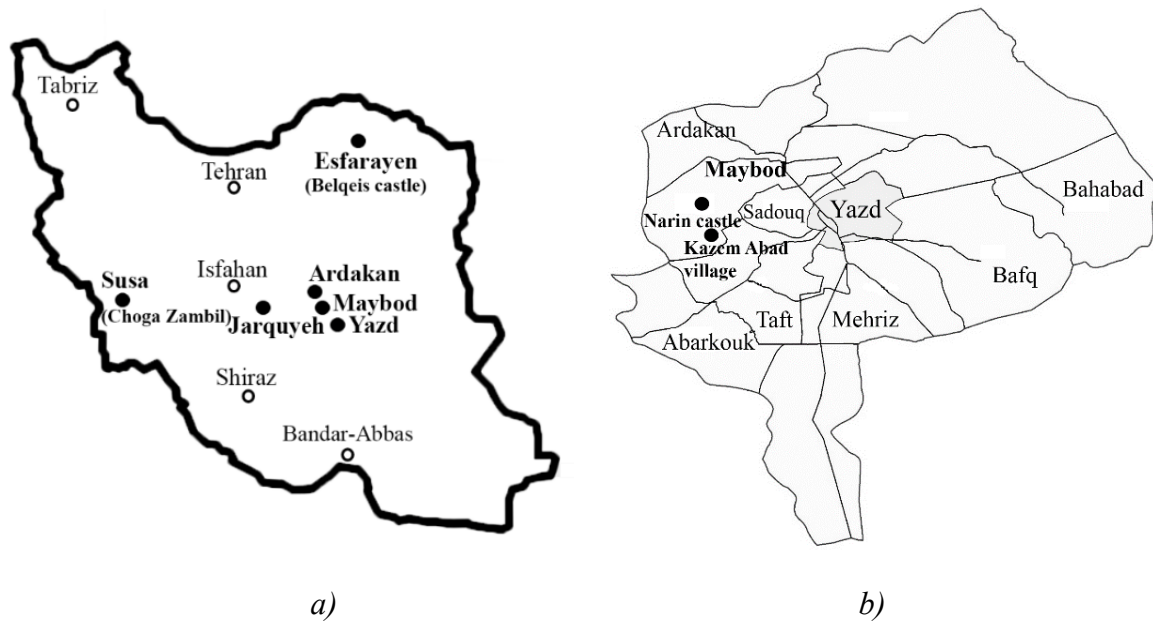 Tabriz
Esfarayen
(Belqeis castle)
Tehran
Isfahan
Ardakan
Susa
(Choga Zambil)
Maybod
Jarquyeh
Yazd
Shiraz
Bandar-Abbas
a)
Ardakan
Maybod
Bahabad
Sadouq
Yazd
Narin castle
Kazem Abad
village
Bafq
Taft
Mehriz
Abarkouk
b)